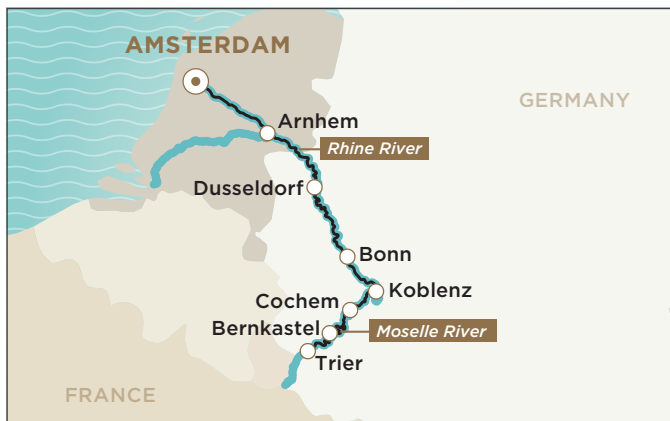 AMSTERDAM
GERMANY
Arnhem
Rhine River
Dusseldorf
Bonn
Koblenz
Cochem
Bernkastel
Moselle River
Trier
FRANCE